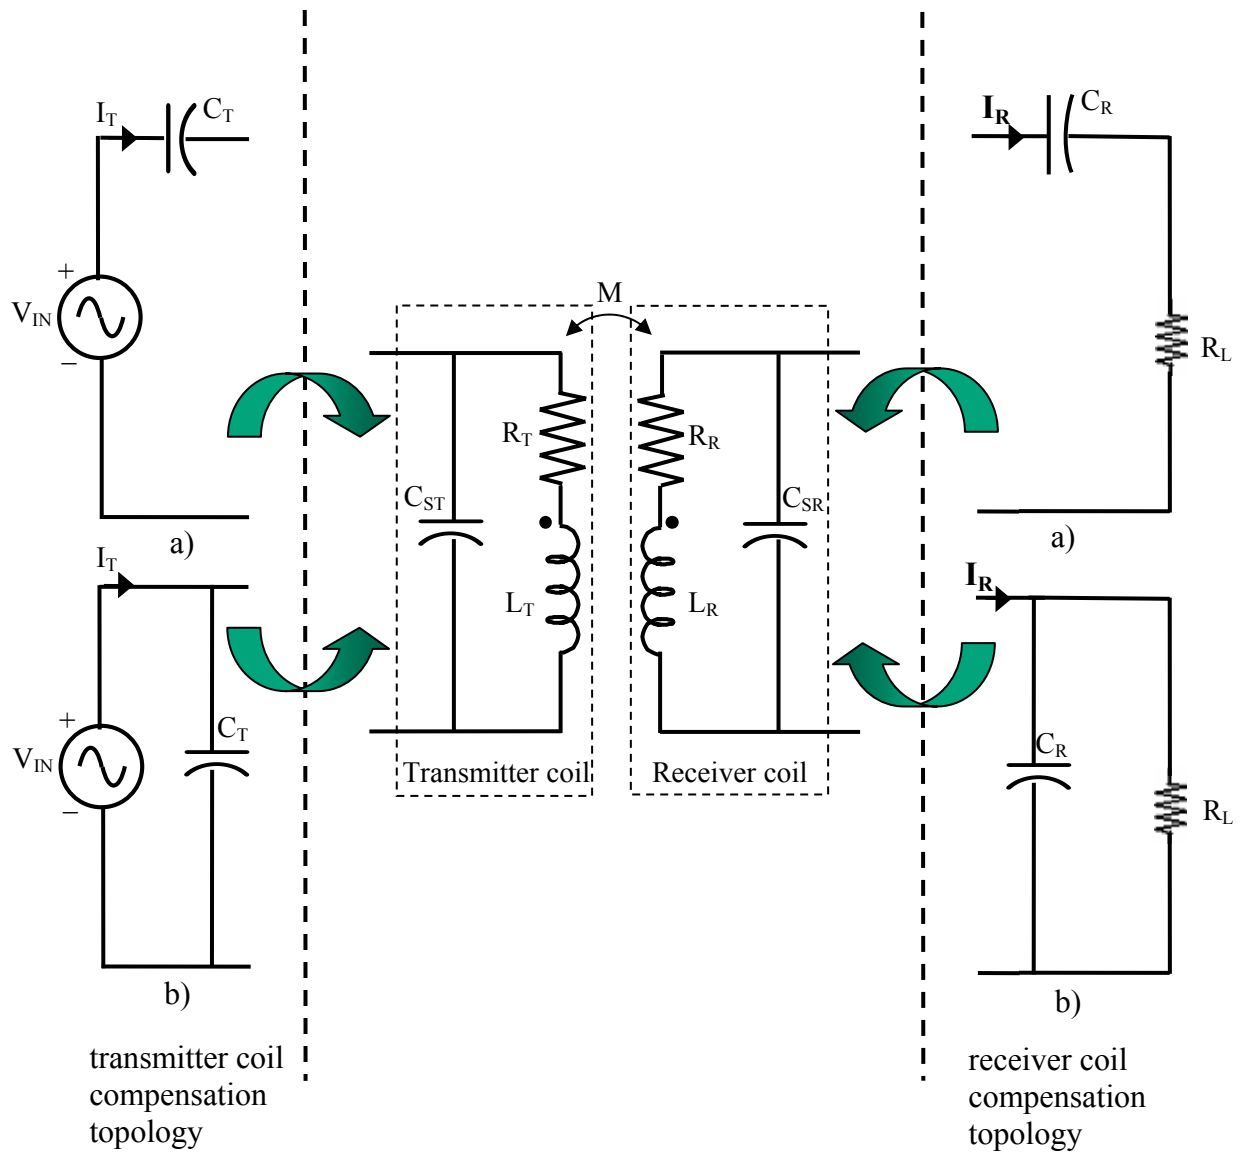 I_T
C_T
+
V_IN
−
a)
I_T
+
C_T
V_IN
−
b)
transmitter coil
compensation
topology
M
R_T
R_R
C_ST
C_SR
L_T
L_R
Transmitter coil
Receiver coil
I_R
C_R
R_L
a)
I_R
C_R
R_L
b)
receiver coil
compensation
topology